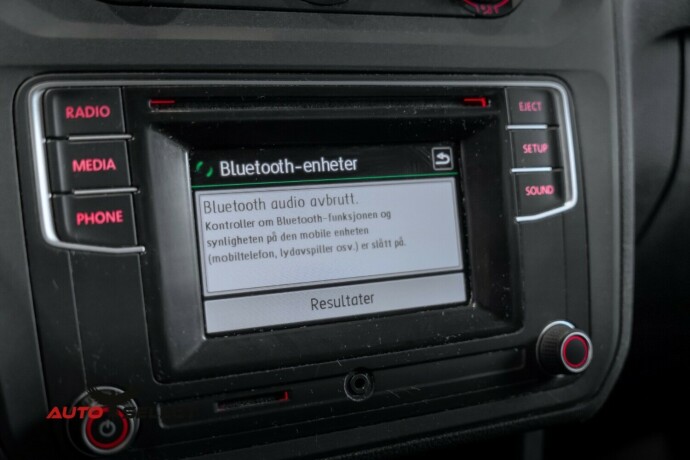 RADIO
MEDIA
PHONE
EJECT
SETUP
SOUND
Bluetooth-enheter
Bluetooth audio avbrutt.
Kontroller om Bluetooth-funksjonen og
synligheten på den mobile enheten
(mobiltelefon, lydavspiller osv.) er slått på.
Resultater
AUTO